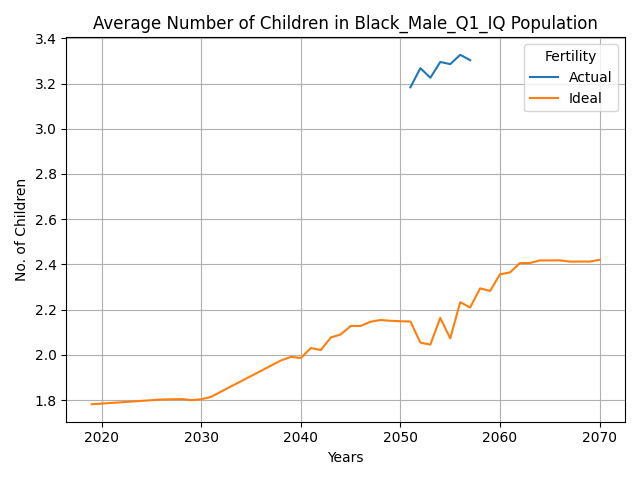 Average Number of Children in Black_Male_Q1_IQ Population
3.4
3.2
3.0
2.8
2.6
2.4
2.2
2.0
1.8
No. of Children
Fertility
Actual
Ideal
2020
2030
2040
2050
2060
2070
Years